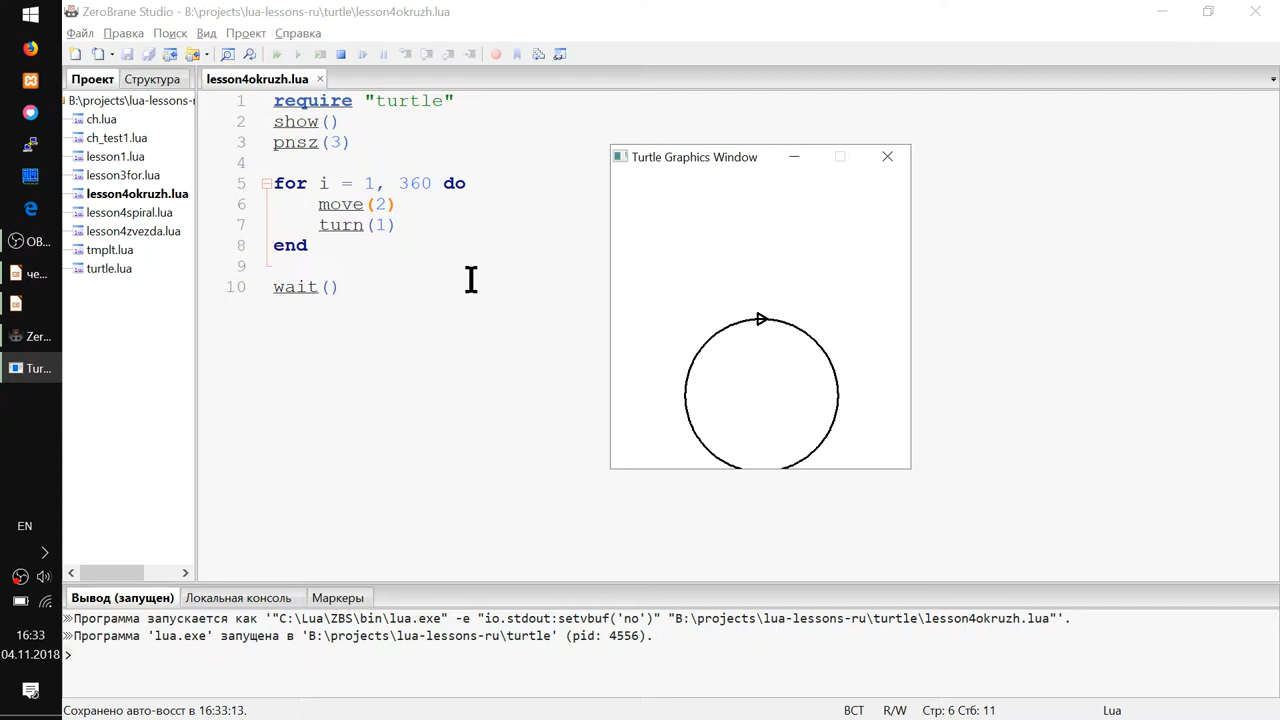 ZeroBrane Studio - B:\projects\lua-lessons-ru\turtle\lesson4okruzh.lua
Файл Правка Поиск Вид Проект Справка
Проект Структура
lesson4okruzh.lua
B:\projects\lua-lessons-r
ch.lua
ch_test1.lua
lesson1.lua
lesson3for.lua
lesson4okruzh.lua
lesson4spiral.lua
lesson4zvezda.lua
tmplt.lua
turtle.lua
1 require "turtle"
2 show()
3 pnsz(3)
4
5 for i = 1, 360 do
6 move(2)
7 turn(1)
8 end
9
10 wait()
Turtle Graphics Window
OB...
че...
Zer...
Tur...
EN
16:33
04.11.2018
Вывод (запущен) Локальная консоль Маркеры
Программа запускается как '"C:\Lua\ZBS\bin\lua.exe" -e "io.stdout:setvbuf('no')" "B:\projects\lua-lessons-ru\turtle\lesson4okruzh.lua"'.
Программа 'lua.exe' запущена в 'B:\projects\lua-lessons-ru\turtle' (pid: 4556).
Сохранено авто-восст в 16:33:13. ВСТ R/W Стр: 6 Стб: 11 Lua